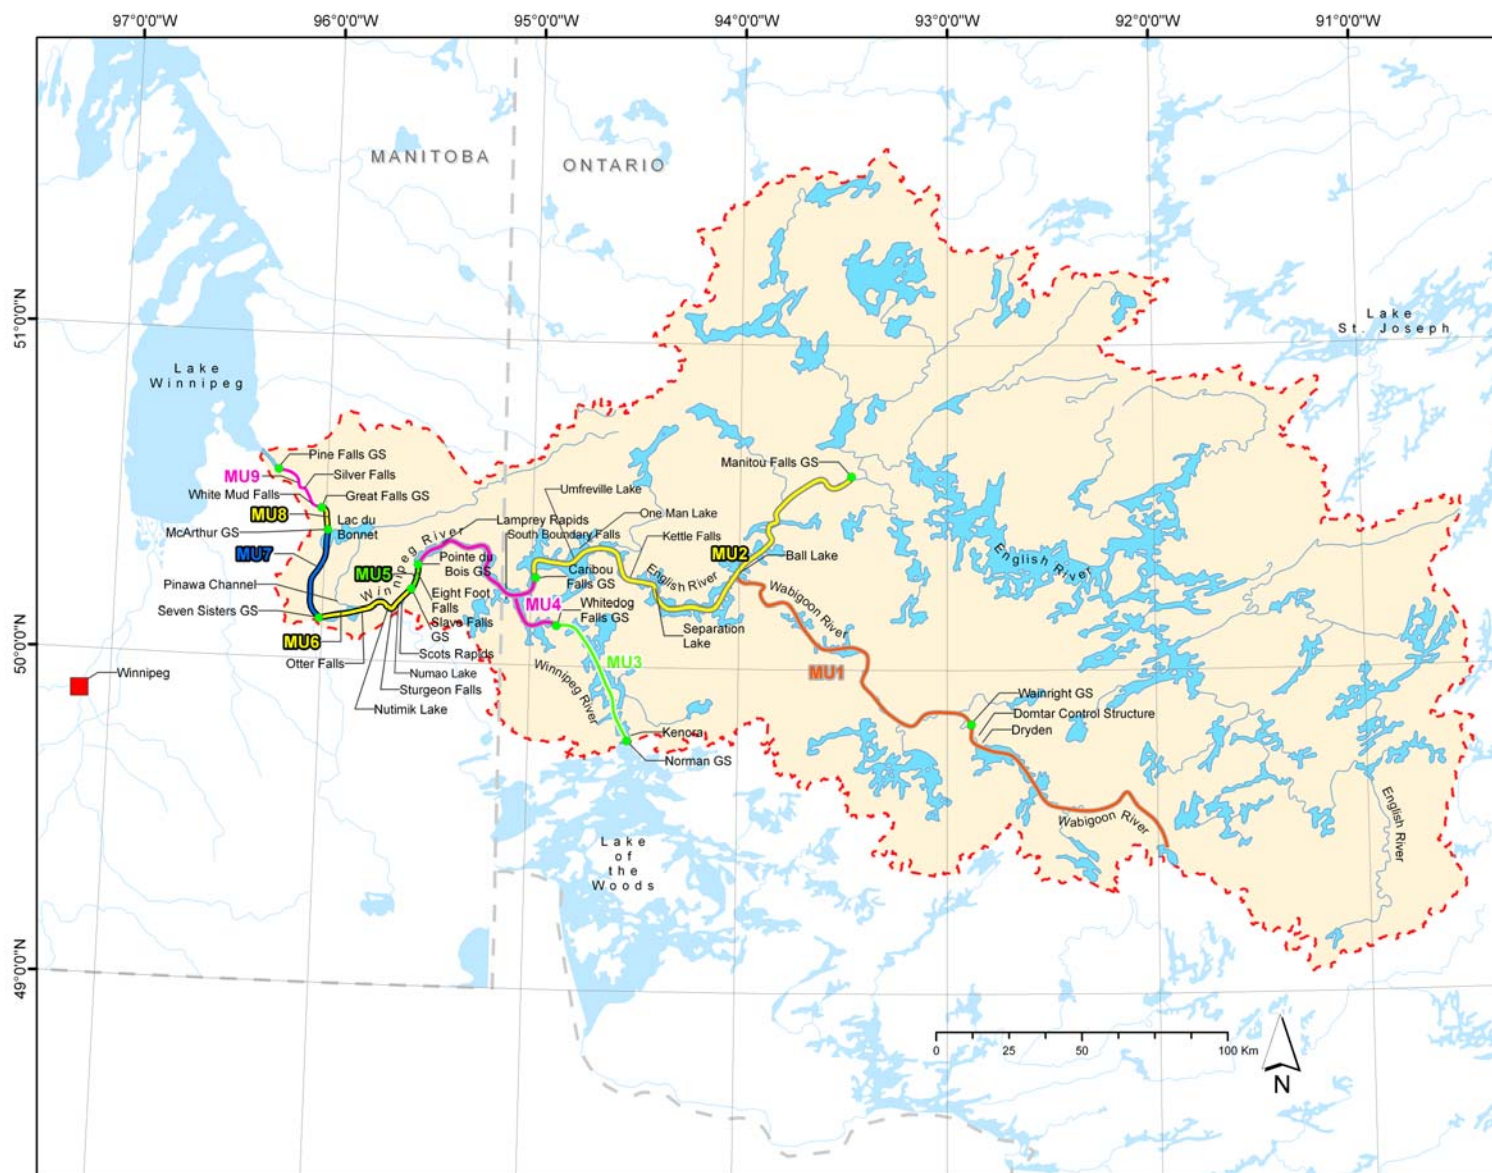 97°0'0"W
96°0'0"W
95°0'0"W
94°0'0"W
93°0'0"W
92°0'0"W
91°0'0"W
51°0'0"N
50°0'0"N
49°0'0"N
MANITOBA
ONTARIO
Lake
St. Joseph
Lake
Winnipeg
Pine Falls GS
MU9
Silver Falls
White Mud Falls
Great Falls GS
MU8
McArthur GS
Lac du
Bonnet
MU7
Pinawa Channel
Seven Sisters GS
MU6
Otter Falls
Winnipeg River
MU5
Lamprey Rapids
South Boundary Falls
Pointe du
Bois GS
Eight Foot
Falls
Slave Falls
GS
Scots Rapids
Numao Lake
Sturgeon Falls
Nutimik Lake
Winnipeg
Umfreville Lake
One Man Lake
Kettle Falls
Manitou Falls GS
MU2
Ball Lake
English River
Caribou
Falls GS
Whitedog
Falls GS
MU4
Separation
Lake
MU3
Winnipeg River
Kenora
Norman GS
Wabigoon River
MU1
English River
Wainright GS
Domtar Control Structure
Dryden
Wabigoon River
English River
Lake
of
the
Woods
0 25 50 100 Km
N